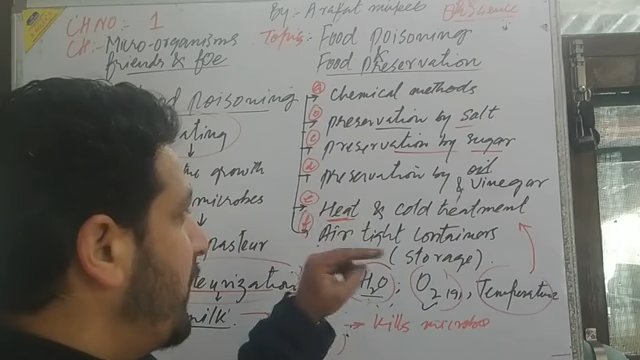 CH NO:- 1
By:- Arafat
Science
CH:- Micro-organisms
friends & foe
Topic:- Food poisoning
&
Food preservation
poisoning
(a) chemical methods
(b) preservation by salt
(c) preservation by sugar
(d) preservation by oil
& vinegar
(e) Heat & cold treatment
(f) Air tight containers
(storage).
the growth
microbes
pasteur
milk.
H2O, O2 (g), Temperature
→ kills microbe